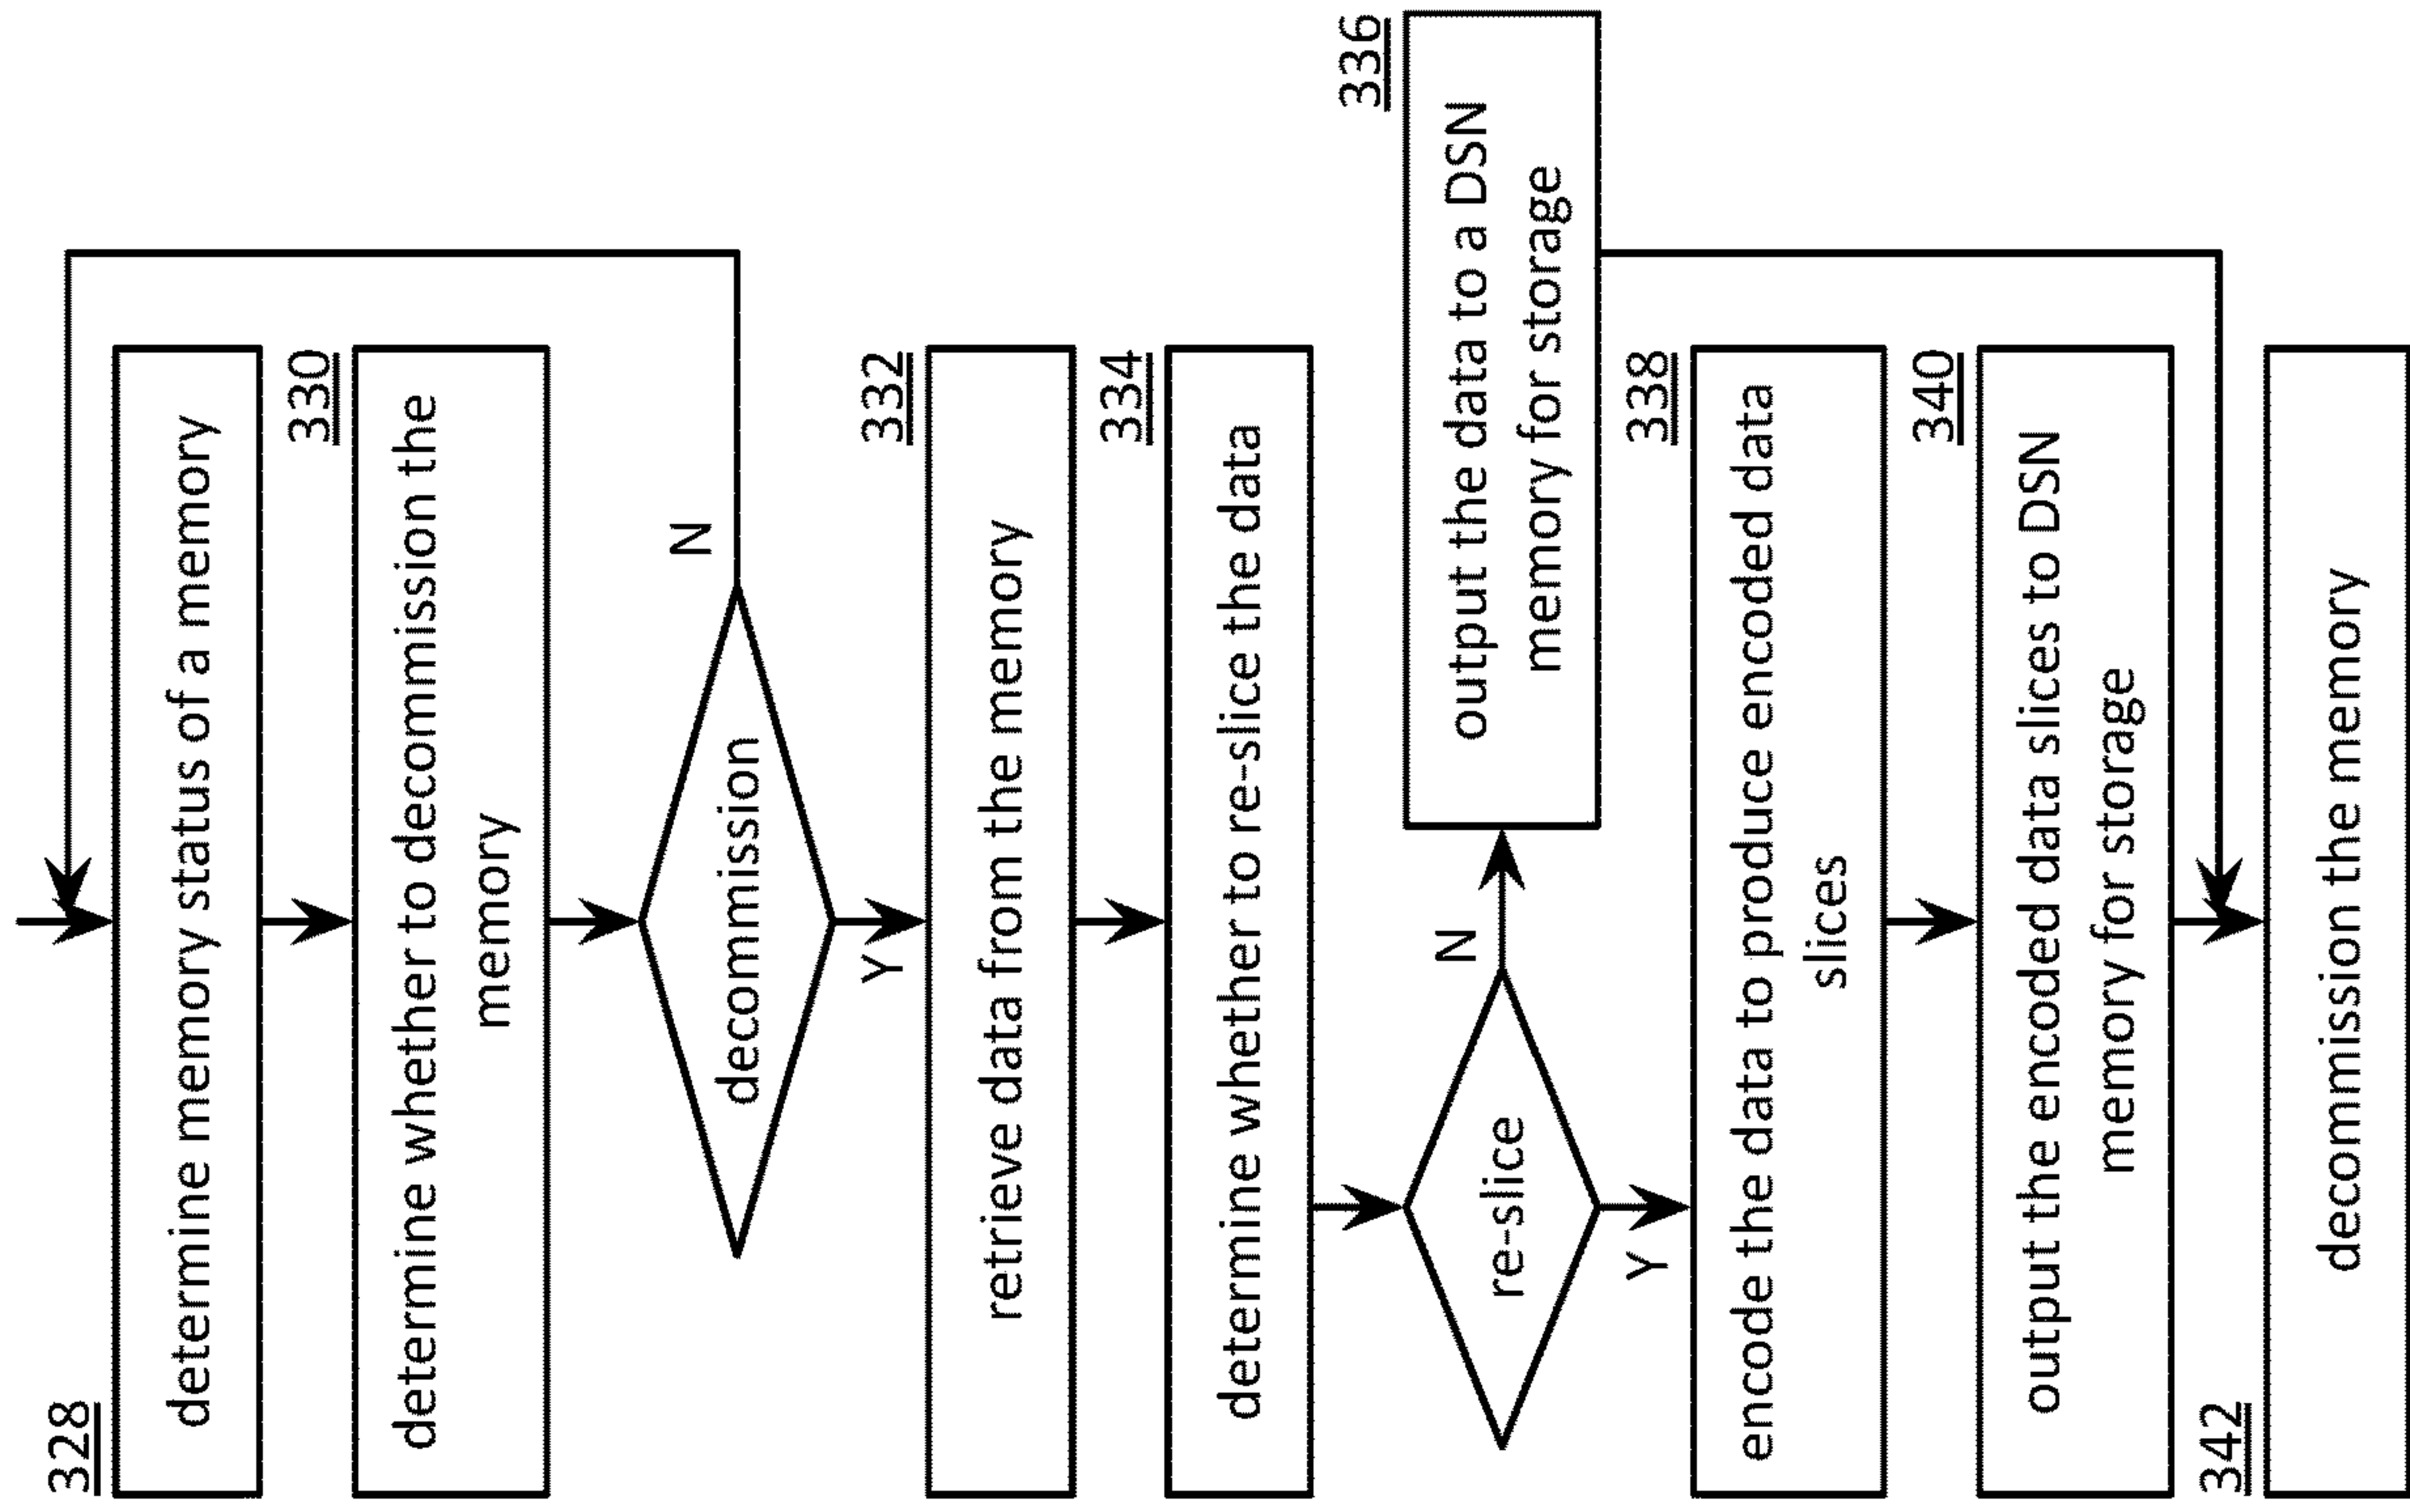 328
determine memory status of a memory
330
determine whether to decommission the
memory
decommission
N
Y
332
retrieve data from the memory
334
determine whether to re-slice the data
re-slice
N
336
output the data to a DSN
memory for storage
Y
338
encode the data to produce encoded data
slices
340
output the encoded data slices to DSN
memory for storage
342
decommission the memory